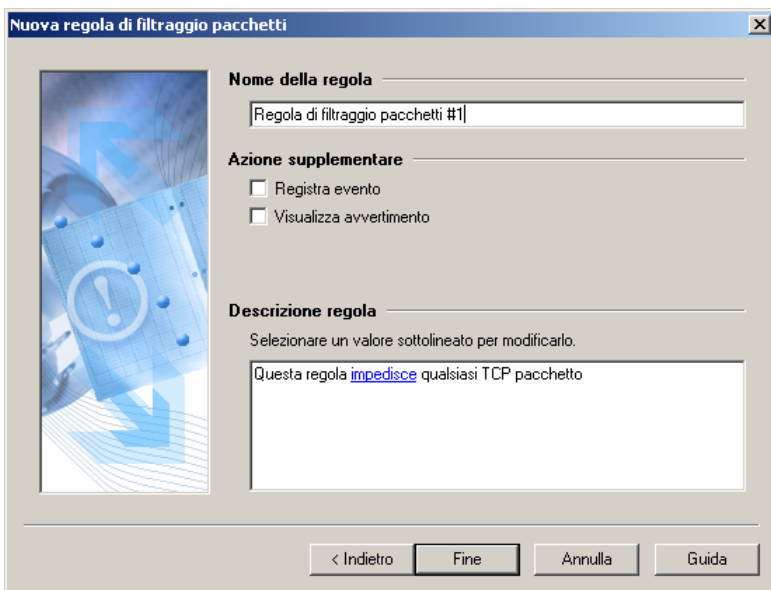 Nuova regola di filtraggio pacchetti
Nome della regola
Regola di filtraggio pacchetti #1
Azione supplementare
Registra evento
Visualizza avvertimento
Descrizione regola
Selezionare un valore sottolineato per modificarlo.
Questa regola impedisce qualsiasi TCP pacchetto
< Indietro Fine Annulla Guida